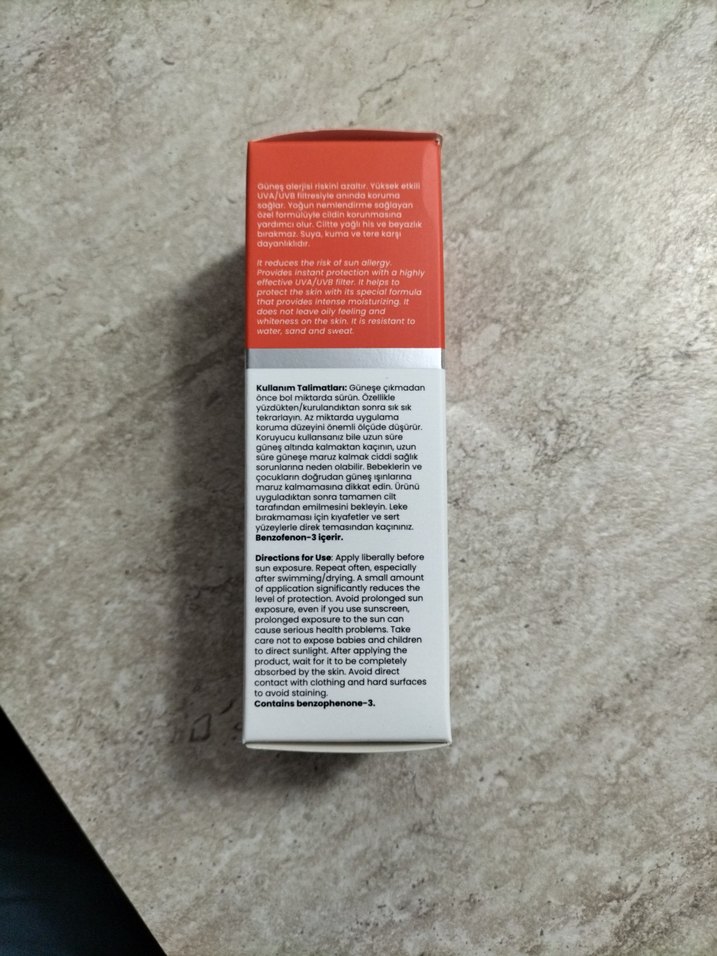 Güneş alerjisi riskini azaltır. Yüksek etkili
UVA/UVB filtresiyle anında koruma
sağlar. Yoğun nemlendirme sağlayan
özel formülüyle cildin korunmasına
yardımcı olur. Ciltte yağlı his ve beyazlık
bırakmaz. Suya, kuma ve tere karşı
dayanıklıdır.
It reduces the risk of sun allergy.
Provides instant protection with a highly
effective UVA/UVB filter. It helps to
protect the skin with its special formula
that provides intense moisturizing. It
does not leave oily feeling and
whiteness on the skin. It is resistant to
water, sand and sweat.
Kullanım Talimatları: Güneşe çıkmadan
önce bol miktarda sürün. Özellikle
yüzdükten/kurulandıktan sonra sık sık
tekrarlayın. Az miktarda uygulama
koruma düzeyini önemli ölçüde düşürür.
Koruyucu kullansanız bile uzun süre
güneş altında kalmaktan kaçının, uzun
süre güneşe maruz kalmak ciddi sağlık
sorunlarına neden olabilir. Bebeklerin ve
çocukların doğrudan güneş ışınlarına
maruz kalmamasına dikkat edin. Ürünü
uyguladıktan sonra tamamen cilt
tarafından emilmesini bekleyin. Leke
bırakmaması için kıyafetler ve sert
yüzeylerle direk temasından kaçınınız.
Benzofenon-3 içerir.
Directions for Use: Apply liberally before
sun exposure. Repeat often, especially
after swimming/drying. A small amount
of application significantly reduces the
level of protection. Avoid prolonged sun
exposure, even if you use sunscreen,
prolonged exposure to the sun can
cause serious health problems. Take
care not to expose babies and children
to direct sunlight. After applying the
product, wait for it to be completely
absorbed by the skin. Avoid direct
contact with clothing and hard surfaces
to avoid staining.
Contains benzophenone-3.